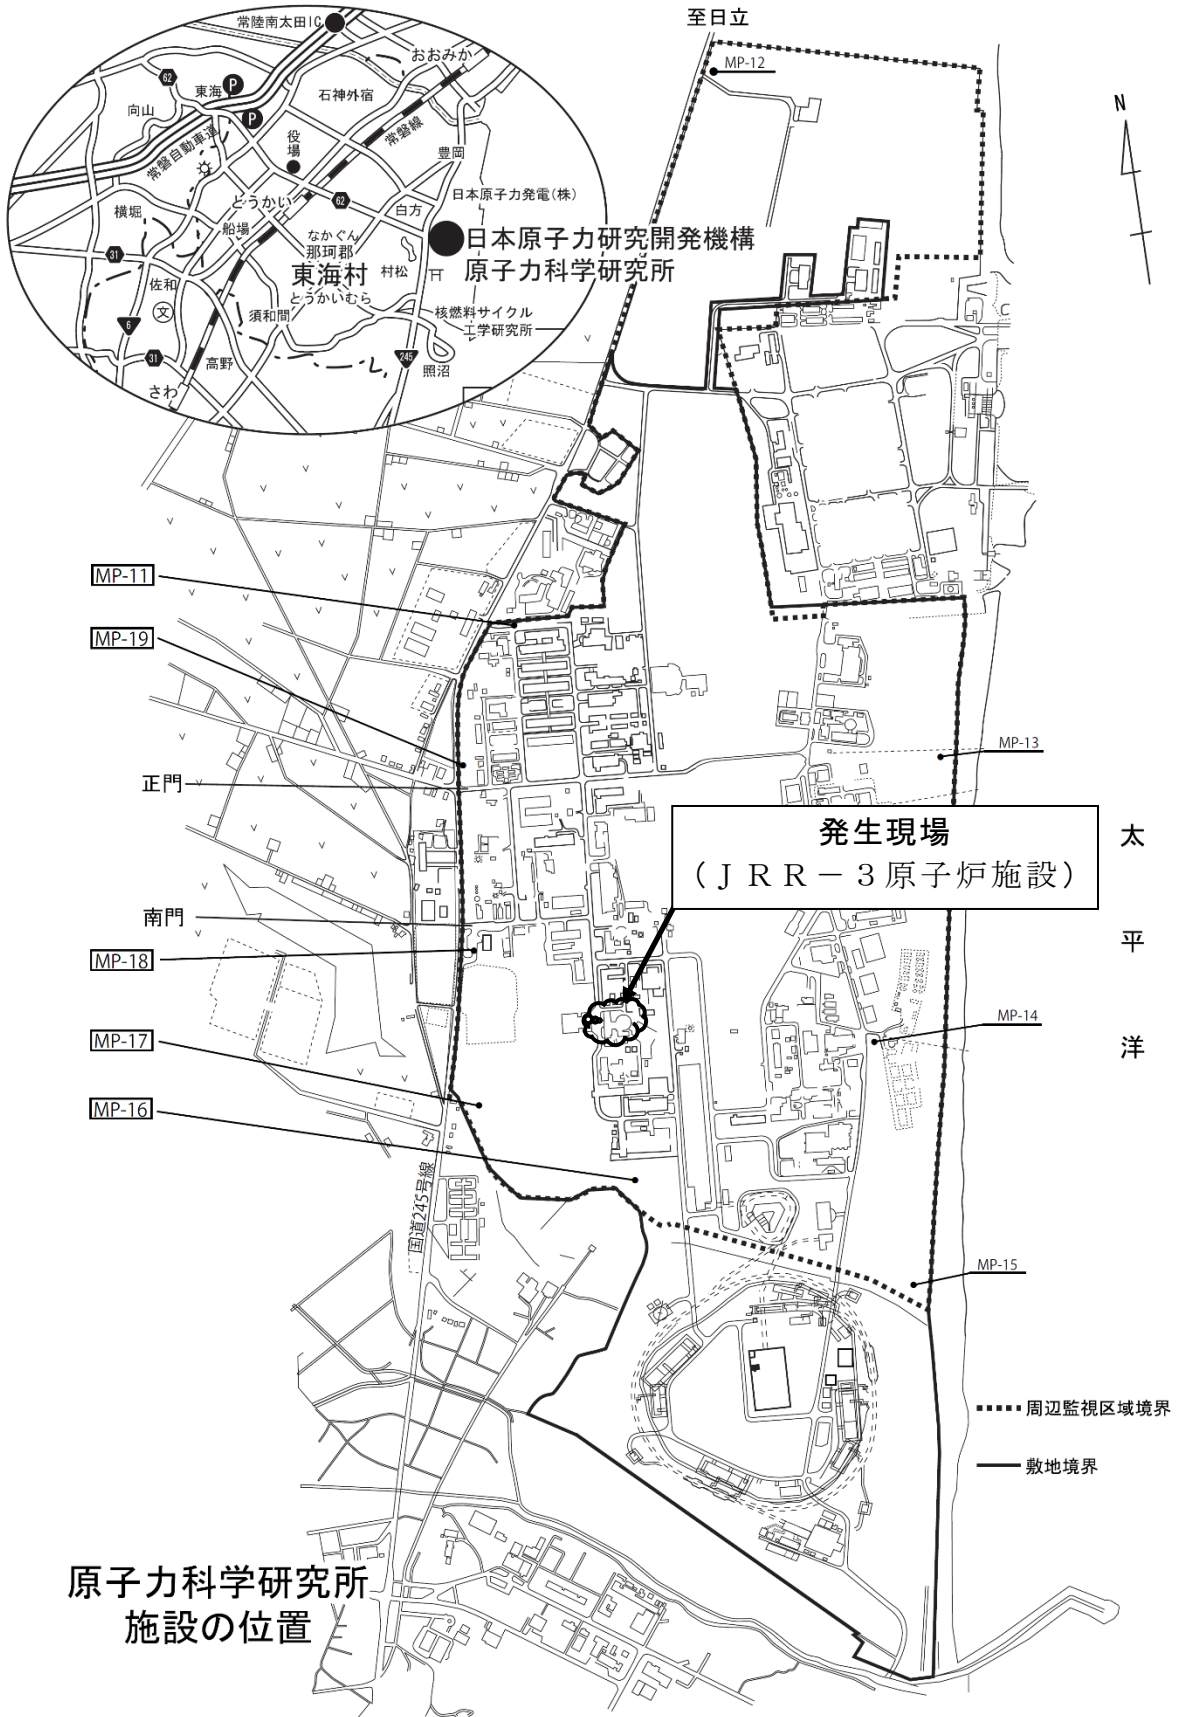 常陸南太田IC
おおみか
62
東海
P
P
石神外宿
向山
常磐自動車道
役場
常磐線
豊岡
日本原子力発電(株)
横堀
とうかい
62
白方
船場
なかぐん
那珂郡
東海村
とうかいむら
村松
日本原子力研究開発機構
原子力科学研究所
31
佐和
文
須和間
核燃料サイクル
工学研究所
6
31
高野
245
照沼
さわ
至日立
MP-12
N
MP-11
MP-19
正門
MP-13
発生現場
(JRR-3原子炉施設)
太
平
洋
南門
MP-18
MP-14
MP-17
MP-16
国道245号線
MP-15
周辺監視区域境界
敷地境界
原子力科学研究所
施設の位置